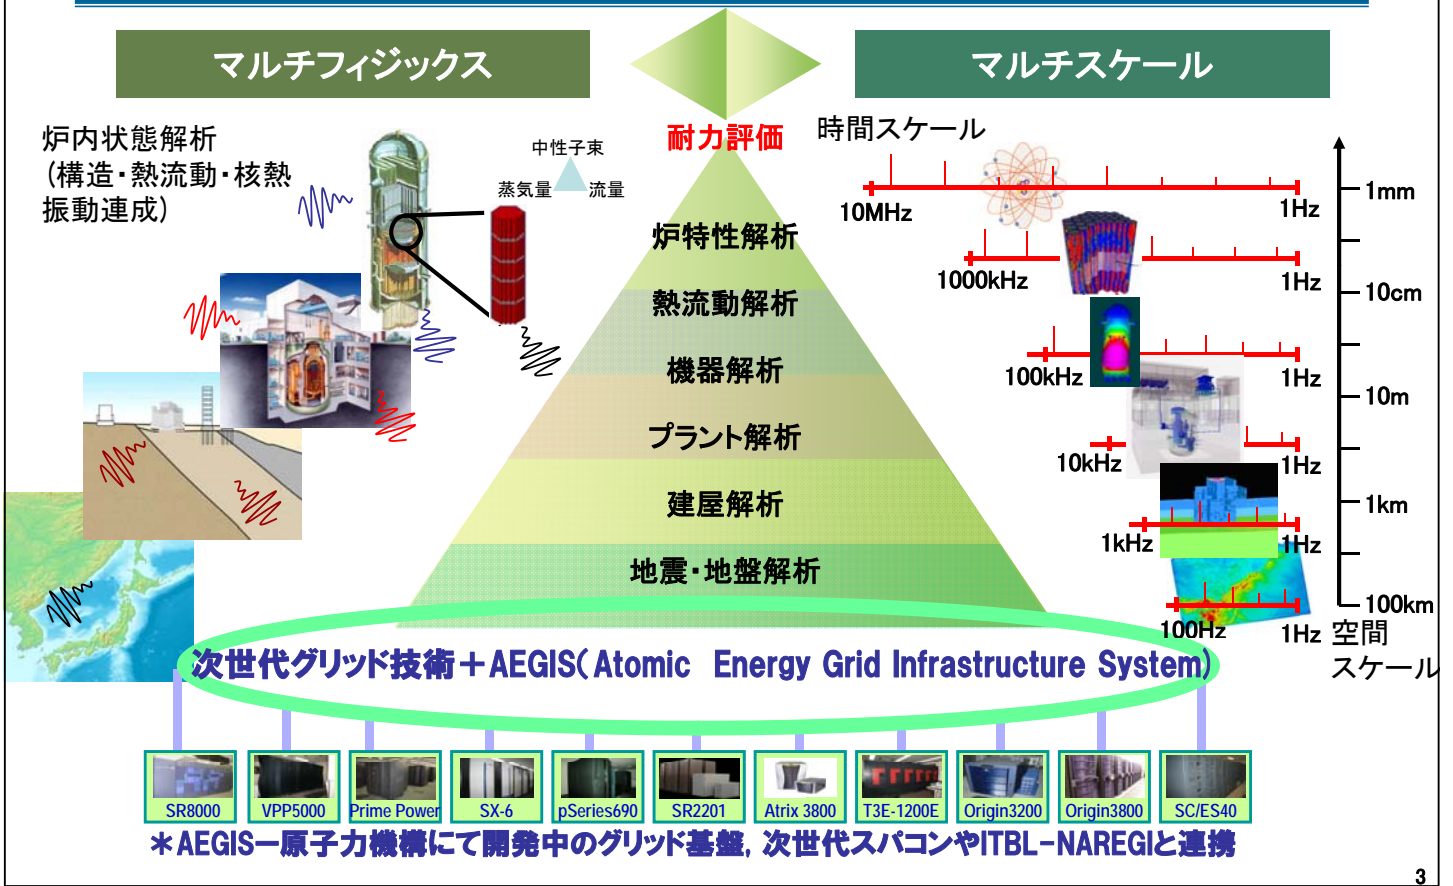 マルチフィジックス
マルチスケール
炉内状態解析
(構造・熱流動・核熱
振動連成)
中性子束
蒸気量
流量
耐力評価
炉特性解析
熱流動解析
機器解析
プラント解析
建屋解析
地震・地盤解析
時間スケール
10MHz
1Hz
1000kHz
1Hz
100kHz
1Hz
10kHz
1Hz
1kHz
1Hz
100Hz
1Hz
1mm
10cm
10m
1km
100km
空間
スケール
次世代グリッド技術＋AEGIS(Atomic Energy Grid Infrastructure System)
SR8000
VPP5000
Prime Power
SX-6
pSeries690
SR2201
Atrix 3800
T3E-1200E
Origin3200
Origin3800
SC/ES40
＊AEGISー原子力機構にて開発中のグリッド基盤, 次世代スパコンやITBL-NAREGIと連携
3